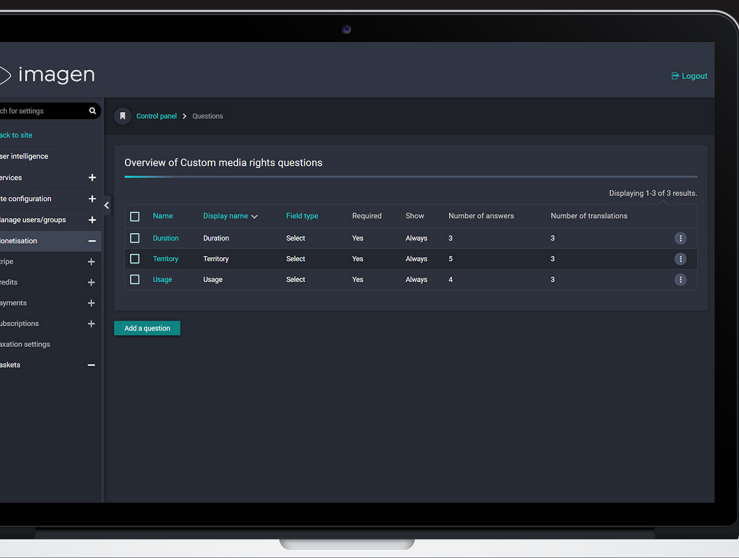 imagen
Logout
ch for settings
Control panel > Questions
ack to site
ser intelligence
ervices
te configuration
anage users/groups
onetisation
ripe
redits
ayments
ubscriptions
axation settings
askets
Overview of Custom media rights questions
Displaying 1-3 of 3 results.
Name Display name Field type Required Show Number of answers Number of translations
Duration Duration Select Yes Always 3 3
Territory Territory Select Yes Always 5 3
Usage Usage Select Yes Always 4 3
Add a question